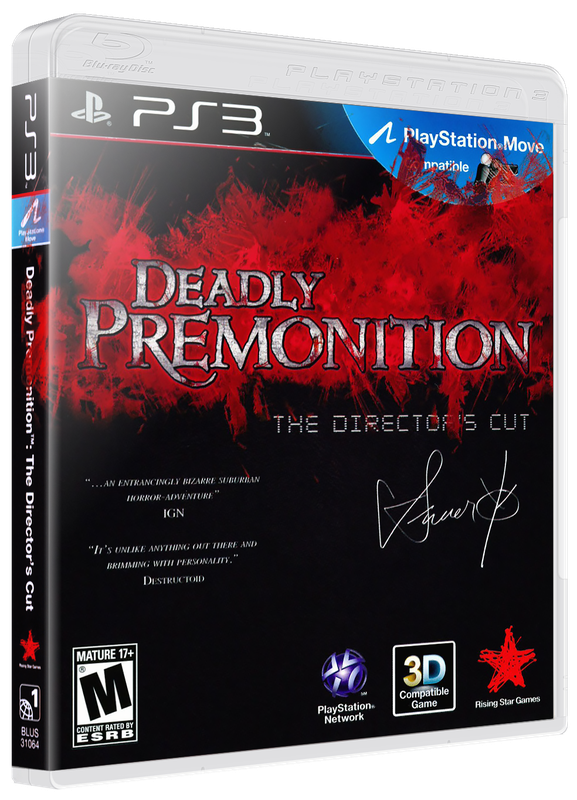 Blu-ray Disc
PLAYSTATION 3
PS3
PS3™
PlayStation®Move
mpatible
PlayStation®
Move
Deadly Premonition™: The Director's Cut
DEADLY
PREMONITION
THE DIRECTOR'S CUT
"...AN ENTRANCINGLY BIZARRE SUBURBAN
HORROR-ADVENTURE"
IGN
"IT'S UNLIKE ANYTHING OUT THERE AND
BRIMMING WITH PERSONALITY."
DESTRUCTOID
MATURE 17+
M
®
CONTENT RATED BY
ESRB
PlayStation®
Network
SM
3D
Compatible
Game
Rising Star Games
Rising Star Games
1
BLUS
31064